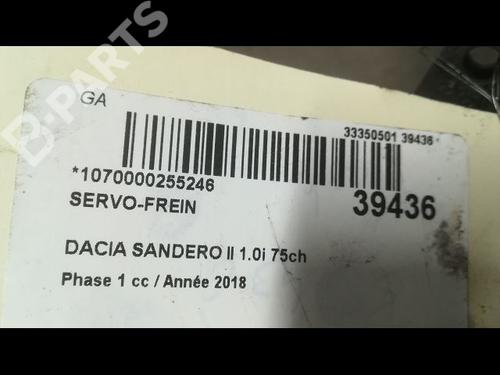 B-PARTS
GA
33350501 39436*
*1070000255246
39436
SERVO-FREIN
DACIA SANDERO II 1.0i 75ch
Phase 1 cc / Année 2018